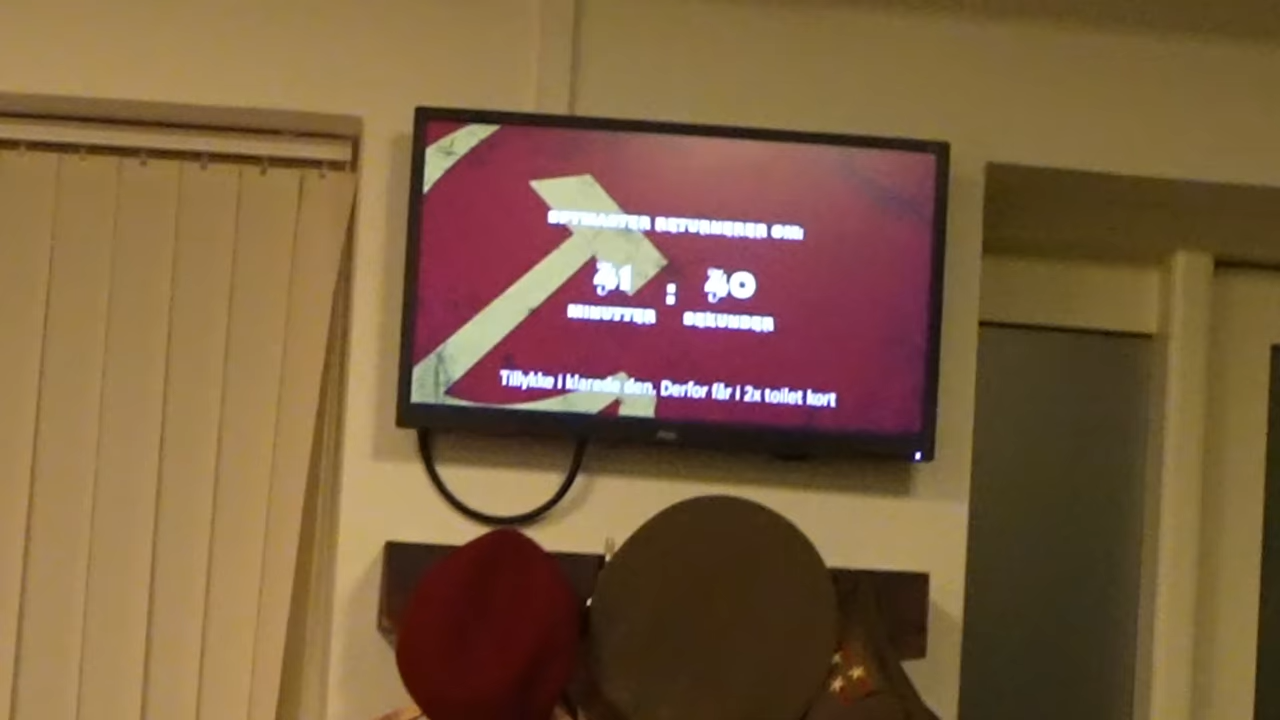 RETURNERER OM:
:
MINUTTER SEKUNDER
Tillykke i klarede den. Derfor får i 2x toilet kort